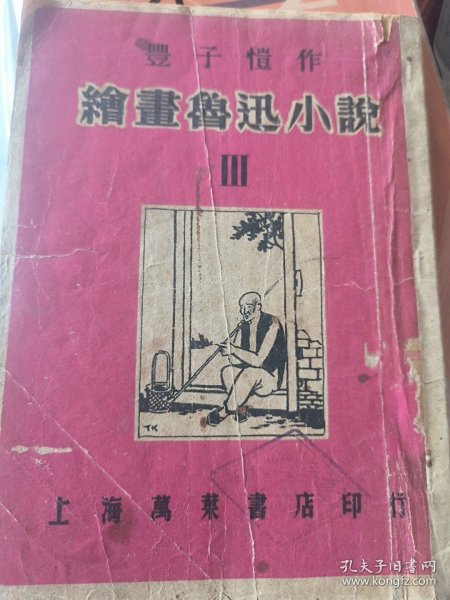 豐子愷作
繪畫魯迅小說
III
TK
上海萬葉書店印行
孔夫子旧书网
www.kongfz.com